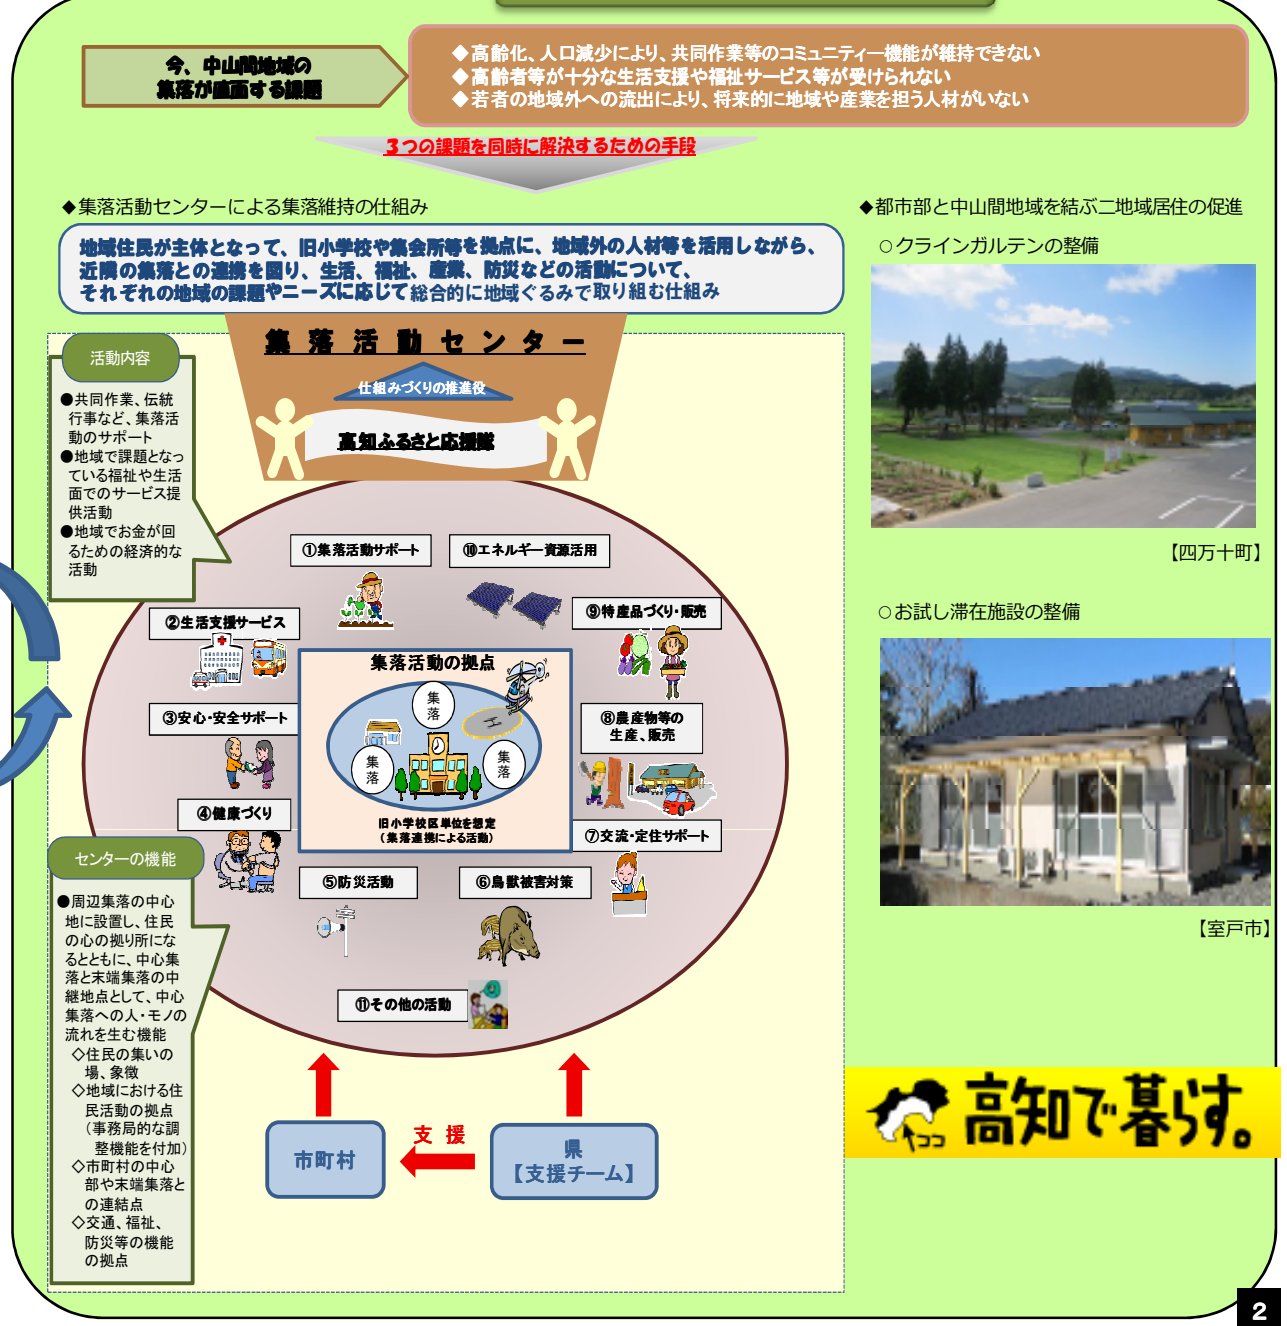 今、中山間地域の
集落が直面する課題
◆高齢化、人口減少により、共同作業等のコミュニティー機能が維持できない
◆高齢者等が十分な生活支援や福祉サービス等が受けられない
◆若者の地域外への流出により、将来的に地域や産業を担う人材がいない
３つの課題を同時に解決するための手段
◆集落活動センターによる集落維持の仕組み
地域住民が主体となって、旧小学校や集会所等を拠点に、地域外の人材等を活用しながら、
近隣の集落との連携を図り、生活、福祉、産業、防災などの活動について、
それぞれの地域の課題やニーズに応じて総合的に地域ぐるみで取り組む仕組み
集落活動センター
仕組みづくりの推進役
高知ふるさと応援隊
活動内容
●共同作業、伝統
行事など、集落活
動のサポート
●地域で課題となっ
ている福祉や生活
面でのサービス提
供活動
●地域でお金が回
るための経済的な
活動
①集落活動サポート
⑩エネルギー資源活用
②生活支援サービス
⑨特産品づくり・販売
③安心・安全サポート
⑧農産物等の
生産、販売
④健康づくり
⑦交流・定住サポート
⑤防災活動
⑥鳥獣被害対策
⑪その他の活動
集落活動の拠点
集落
集落
集落
H
旧小学校区単位を想定
（集落連携による活動）
センターの機能
●周辺集落の中心
地に設置し、住民
の心の拠り所にな
るとともに、中心集
落と末端集落の中
継地点として、中心
集落への人・モノの
流れを生む機能
◇住民の集いの
場、象徴
◇地域における住
民活動の拠点
（事務局的な調
整機能を付加）
◇市町村の中心
部や末端集落と
の連結点
◇交通、福祉、
防災等の機能
の拠点
市町村
支援
県
【支援チーム】
◆都市部と中山間地域を結ぶ二地域居住の促進
○クラインガルテンの整備
【四万十町】
○お試し滞在施設の整備
【室戸市】
ココ
高知で暮らす。
2